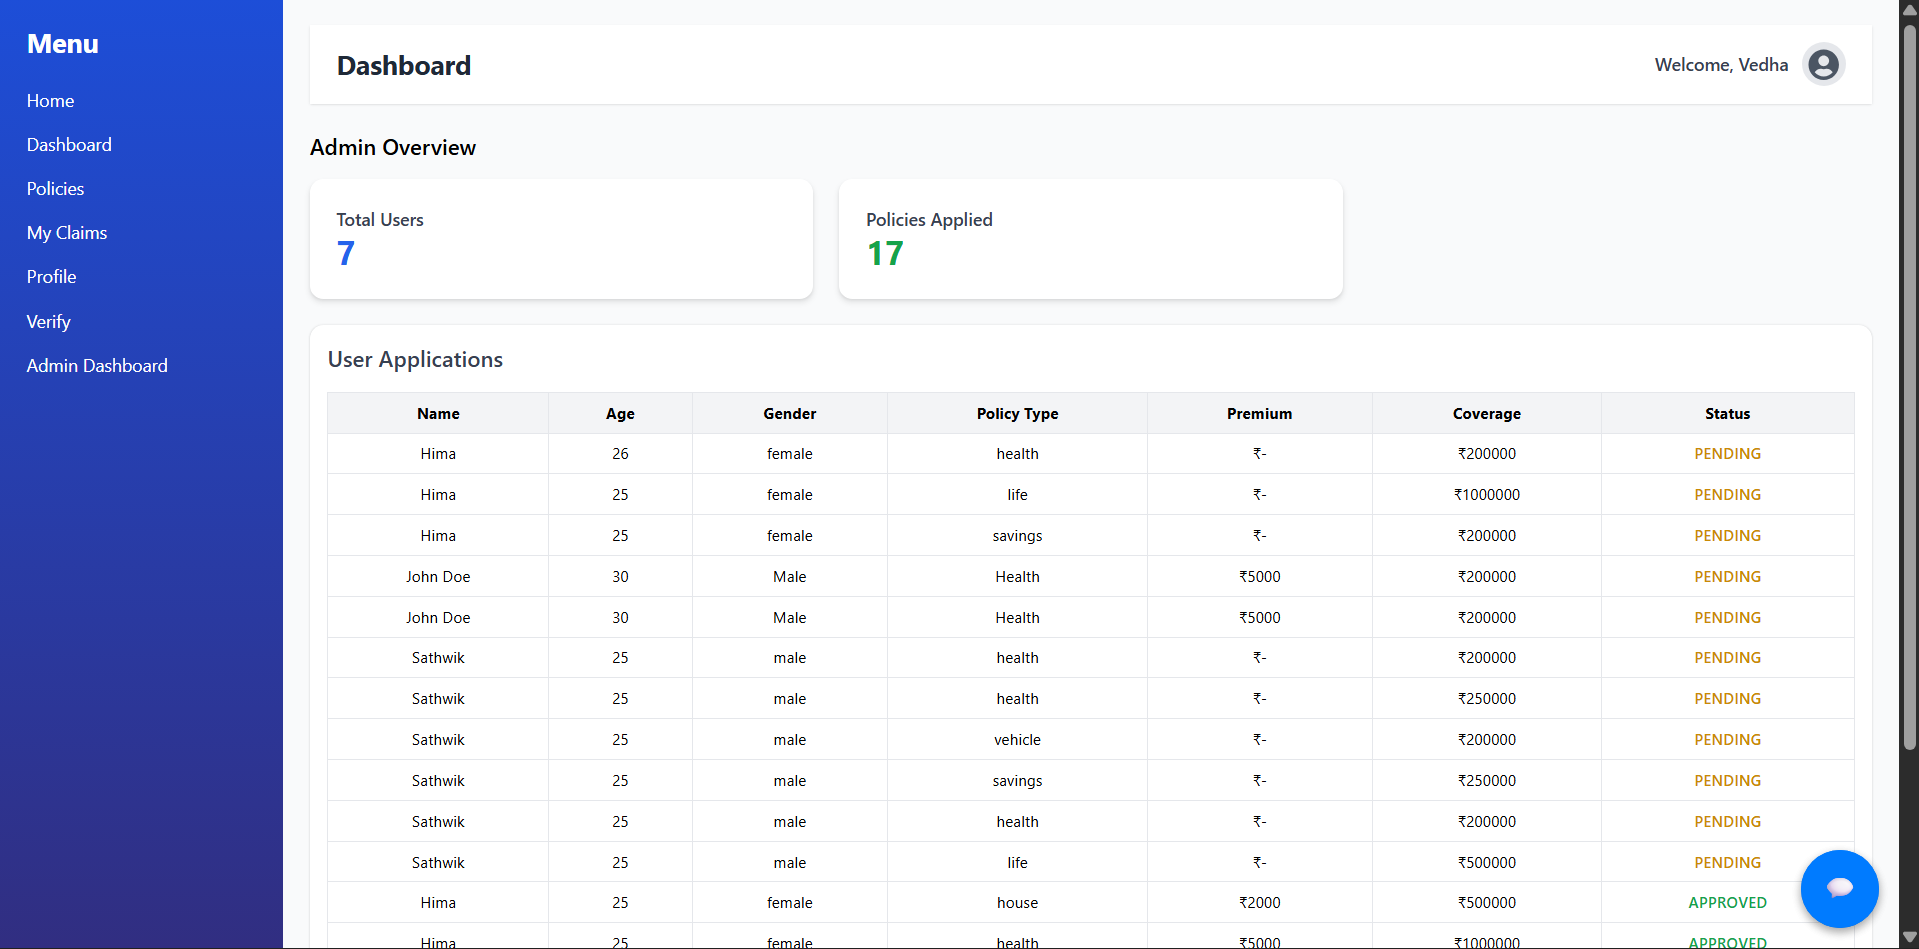 Menu
Home
Dashboard
Policies
My Claims
Profile
Verify
Admin Dashboard
Dashboard
Welcome, Vedha
Admin Overview
Total Users
7
Policies Applied
17
User Applications
Name Age Gender Policy Type Premium Coverage Status
Hima 26 female health ₹- ₹200000 PENDING
Hima 25 female life ₹- ₹1000000 PENDING
Hima 25 female savings ₹- ₹200000 PENDING
John Doe 30 Male Health ₹5000 ₹200000 PENDING
John Doe 30 Male Health ₹5000 ₹200000 PENDING
Sathwik 25 male health ₹- ₹200000 PENDING
Sathwik 25 male health ₹- ₹250000 PENDING
Sathwik 25 male vehicle ₹- ₹200000 PENDING
Sathwik 25 male savings ₹- ₹250000 PENDING
Sathwik 25 male health ₹- ₹200000 PENDING
Sathwik 25 male life ₹- ₹500000 PENDING
Hima 25 female house ₹2000 ₹500000 APPROVED
Hima 25 female health ₹5000 ₹1000000 APPROVED